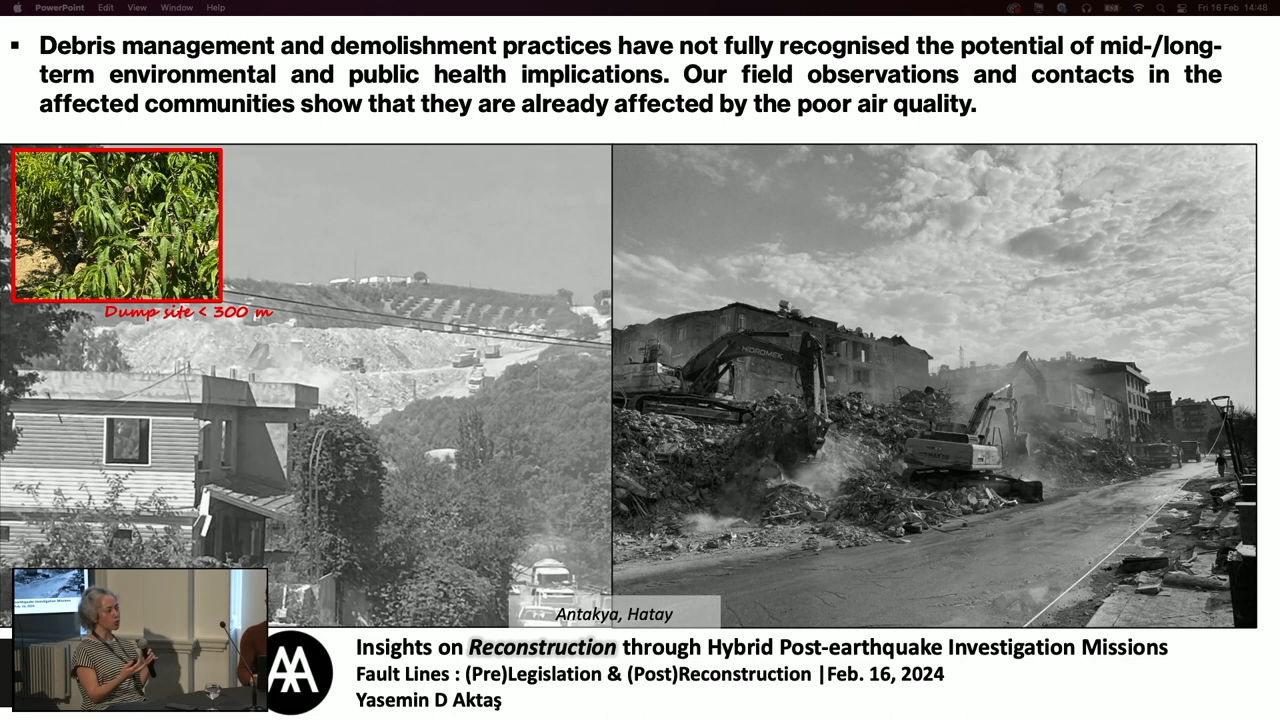 PowerPoint File Edit View Window Help Fri 16 Feb 14:48
▪ Debris management and demolishment practices have not fully recognised the potential of mid-/long-
term environmental and public health implications. Our field observations and contacts in the
affected communities show that they are already affected by the poor air quality.
Dump site < 300 m
HIDROMEK
Antakya, Hatay
AA
Insights on Reconstruction through Hybrid Post-earthquake Investigation Missions
Fault Lines : (Pre)Legislation & (Post)Reconstruction |Feb. 16, 2024
Yasemin D Aktaş